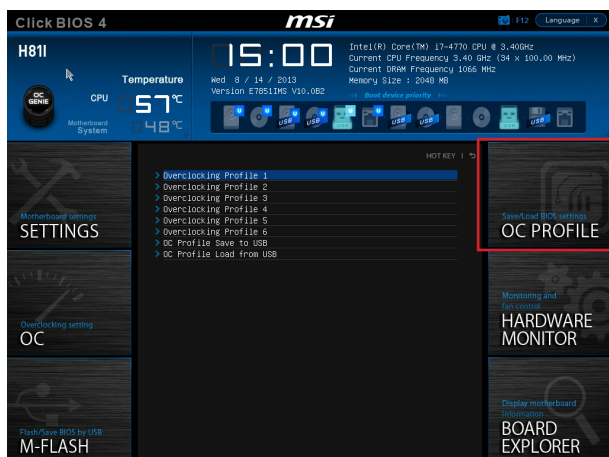 Click BIOS 4
msi
: F12
Language
X
H81I
OC
GENIE
Temperature
CPU
57°C
Motherboard
System
48°C
15:00
Wed 8 / 14 / 2013
Version E7851IMS V10.0B2
Intel(R) Core(TM) i7-4770 CPU @ 3.40GHz
Current CPU Frequency 3.40 GHz (34 x 100.00 MHz)
Current DRAM Frequency 1066 MHz
Memory Size : 2048 MB
Boot device priority
USB
USB
USB
USB
USB
HOT KEY
Motherboard settings
SETTINGS
Overclocking setting
OC
Flash/Save BIOS by USB
M-FLASH
> Overclocking Profile 1
> Overclocking Profile 2
> Overclocking Profile 3
> Overclocking Profile 4
> Overclocking Profile 5
> Overclocking Profile 6
> OC Profile Save to USB
> OC Profile Load from USB
Save/Load BIOS settings
OC PROFILE
Monitoring and
fan control
HARDWARE
MONITOR
Display motherboard
information
BOARD
EXPLORER